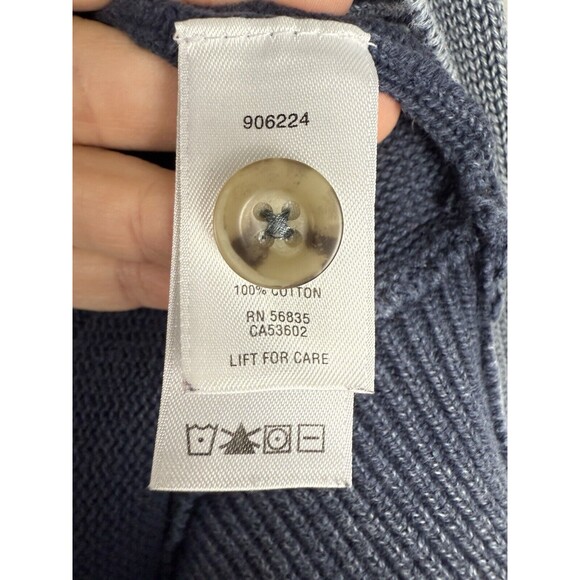 906224
100% COTTON
RN 56835
CA53602
LIFT FOR CARE